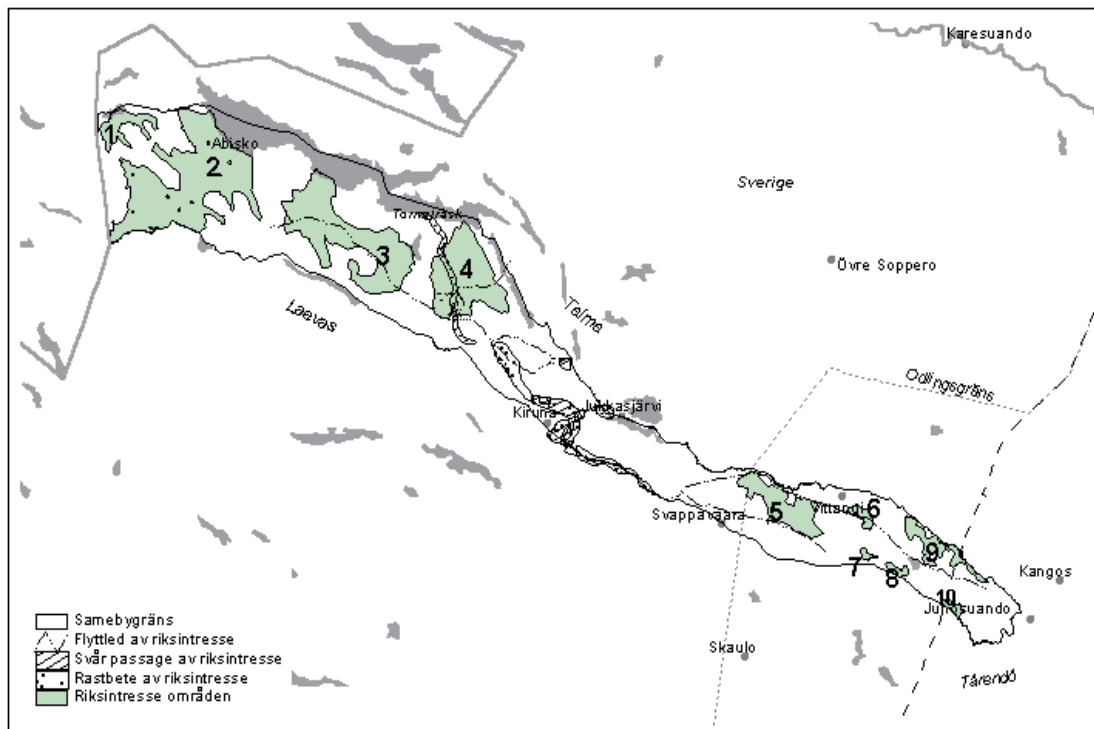 Karesuando
1
Abisko
2
Sverige
Torneträsk
3
4
Övre Soppero
Laevas
Talma
Odlingsgräns
Kiruna
Jukkasjärvi
5
Svappavaara
Vittangi
6
7
8
9
10
Kangos
Junosuando
Skaulo
Tärendö
Samebygräns
Flyttled av riksintresse
Svår passage av riksintresse
Rastbete av riksintresse
Riksintresse områden